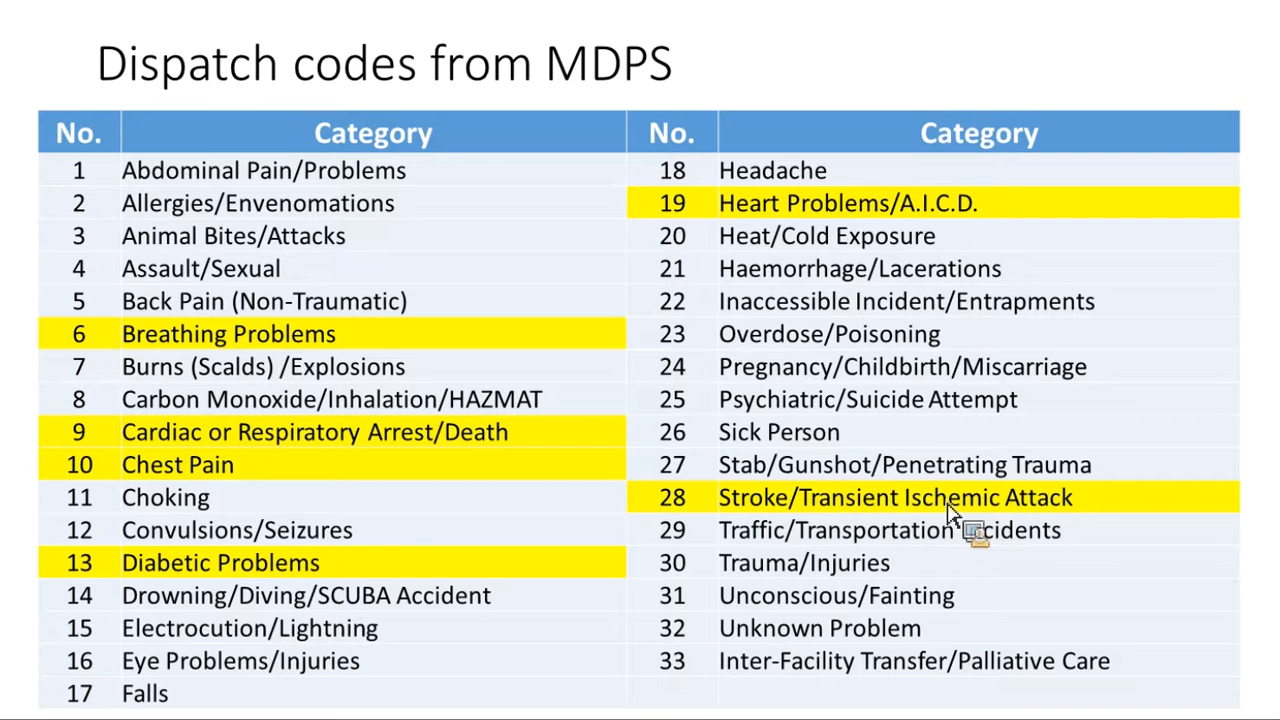 Dispatch codes from MDPS
No. Category No. Category
1 Abdominal Pain/Problems 18 Headache
2 Allergies/Envenomations 19 Heart Problems/A.I.C.D.
3 Animal Bites/Attacks 20 Heat/Cold Exposure
4 Assault/Sexual 21 Haemorrhage/Lacerations
5 Back Pain (Non-Traumatic) 22 Inaccessible Incident/Entrapments
6 Breathing Problems 23 Overdose/Poisoning
7 Burns (Scalds) /Explosions 24 Pregnancy/Childbirth/Miscarriage
8 Carbon Monoxide/Inhalation/HAZMAT 25 Psychiatric/Suicide Attempt
9 Cardiac or Respiratory Arrest/Death 26 Sick Person
10 Chest Pain 27 Stab/Gunshot/Penetrating Trauma
11 Choking 28 Stroke/Transient Ischemic Attack
12 Convulsions/Seizures 29 Traffic/Transportation
13 Diabetic Problems 30 Trauma/Injuries
14 Drowning/Diving/SCUBA Accident 31 Unconscious/Fainting
15 Electrocution/Lightning 32 Unknown Problem
16 Eye Problems/Injuries 33 Inter-Facility Transfer/Palliative Care
17 Falls